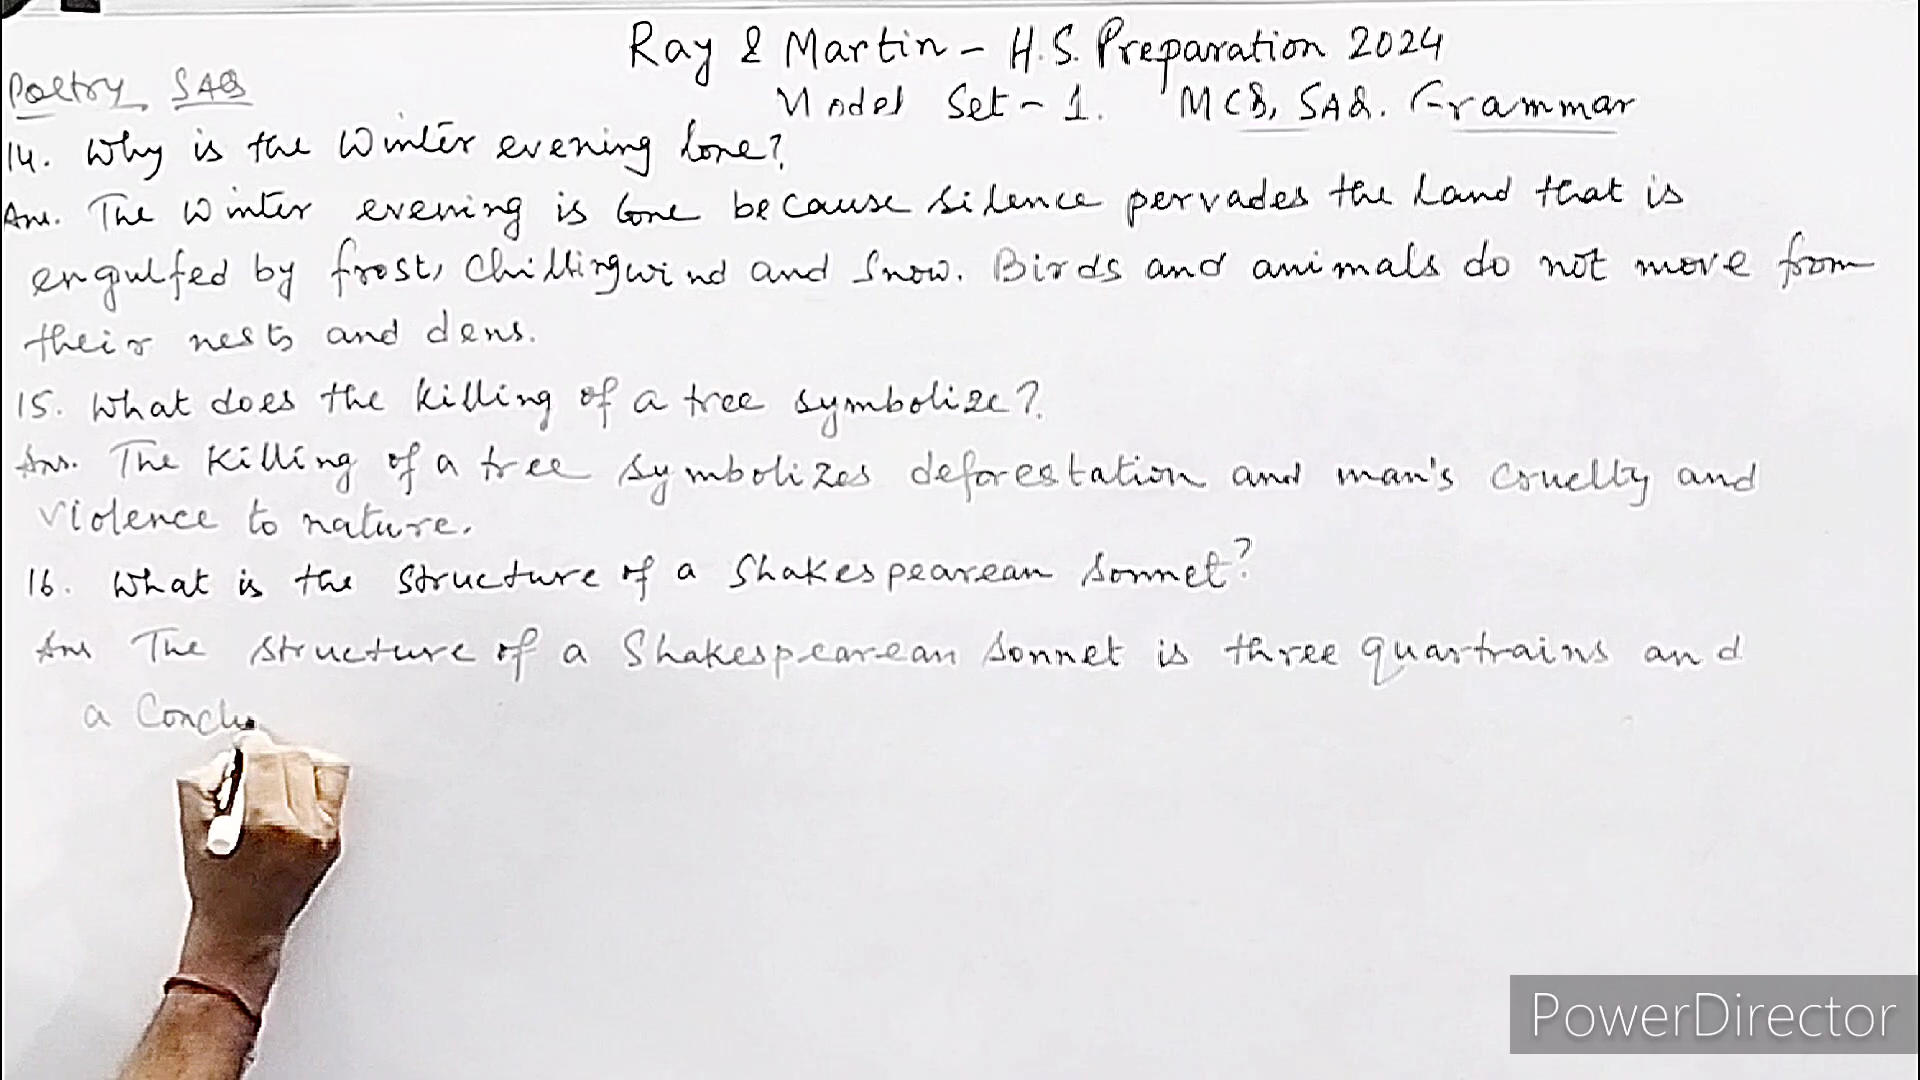 Ray & Martin - H.S. Preparation 2024
Poetry SAQs
Model Set - 1. MCQ, SAQ. Grammar
14. Why is the Winter evening lone?
Ans. The Winter evening is lone because silence pervades the land that is
engulfed by frost, chilling wind and snow. Birds and animals do not move from
their nests and dens.
15. What does the killing of a tree symbolize?
Ans. The Killing of a tree symbolizes deforestation and man's cruelty and
violence to nature.
16. What is the structure of a Shakespearean sonnet?
Ans The structure of a Shakespearean sonnet is three quartrains and
a Conclu
PowerDirector